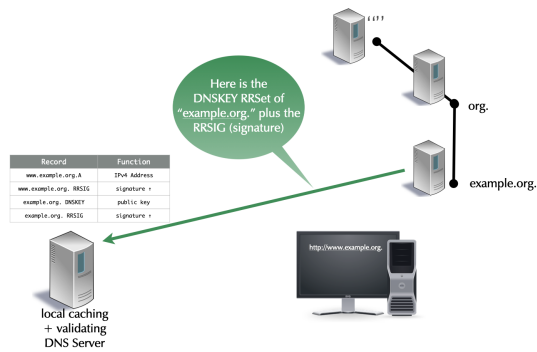 “.”
Here is the
DNSKEY RRSet of
“example.org.” plus the
RRSIG (signature)
org.
example.org.
Record Function
www.example.org.A IPv4 Address
www.example.org. RRSIG signature ↑
example.org. DNSKEY public key
example.org. RRSIG signature ↑
http://www.example.org.
local caching
+ validating
DNS Server